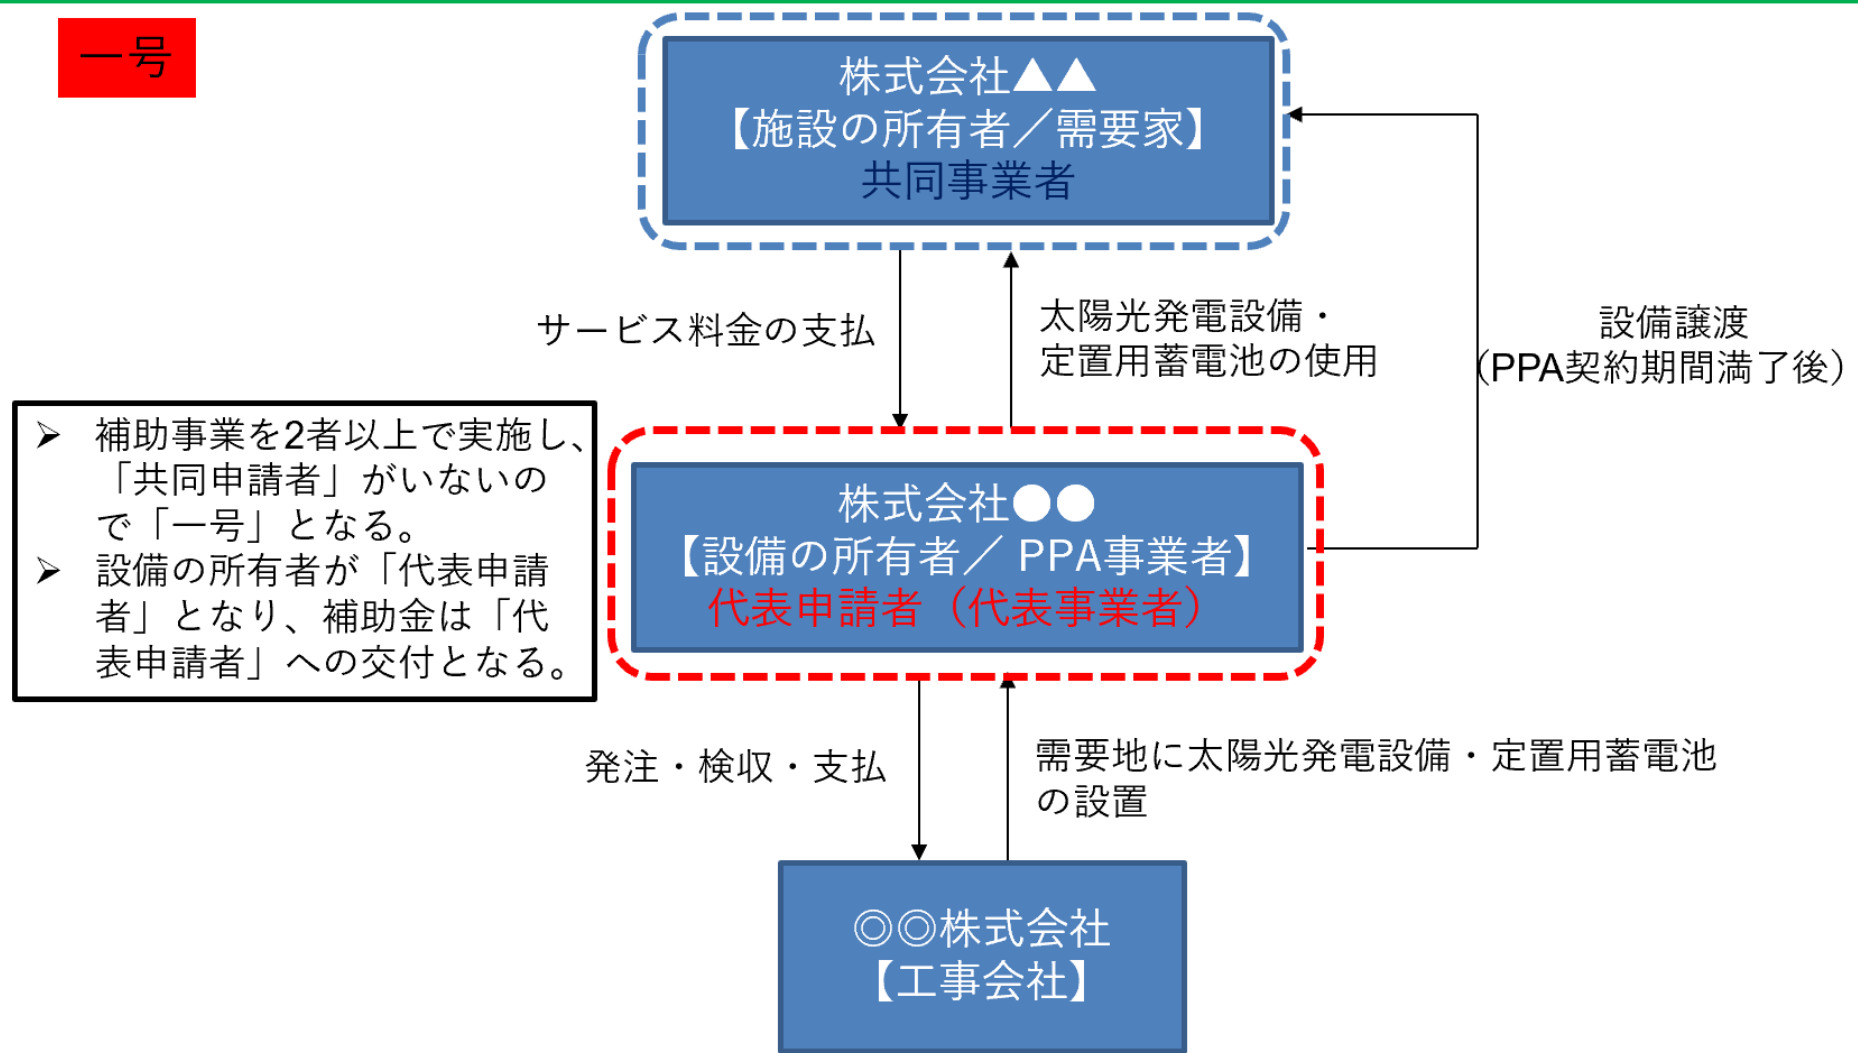 一号
株式会社▲▲
【施設の所有者／需要家】
共同事業者
サービス料金の支払
太陽光発電設備・
定置用蓄電池の使用
設備譲渡
（PPA契約期間満了後）
➢ 補助事業を2者以上で実施し、
「共同申請者」がいないの
で「一号」となる。
➢ 設備の所有者が「代表申請
者」となり、補助金は「代
表申請者」への交付となる。
株式会社●●
【設備の所有者／ PPA事業者】
代表申請者（代表事業者）
発注・検収・支払
需要地に太陽光発電設備・定置用蓄電池
の設置
◎◎株式会社
【工事会社】